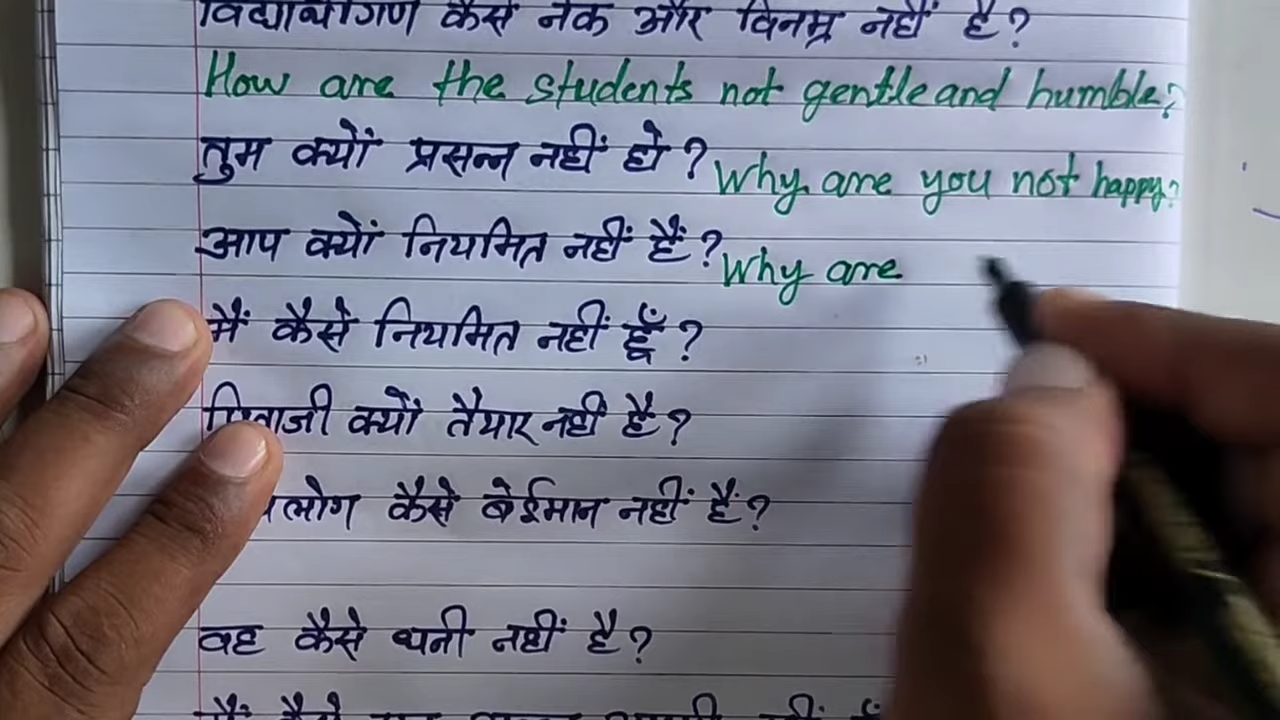 विद्यार्थीगण कैसे नेक और विनम्र नहीं हैं?
How are the students not gentle and humble?
तुम क्यों प्रसन्न नहीं हो? Why are you not happy?
आप क्यों नियमित नहीं हैं? Why are
मैं कैसे नियमित नहीं हूँ?
पिताजी क्यों तैयार नहीं है?
लोग कैसे बेईमान नहीं हैं?
वह कैसे धनी नहीं है?
मैं कैसे